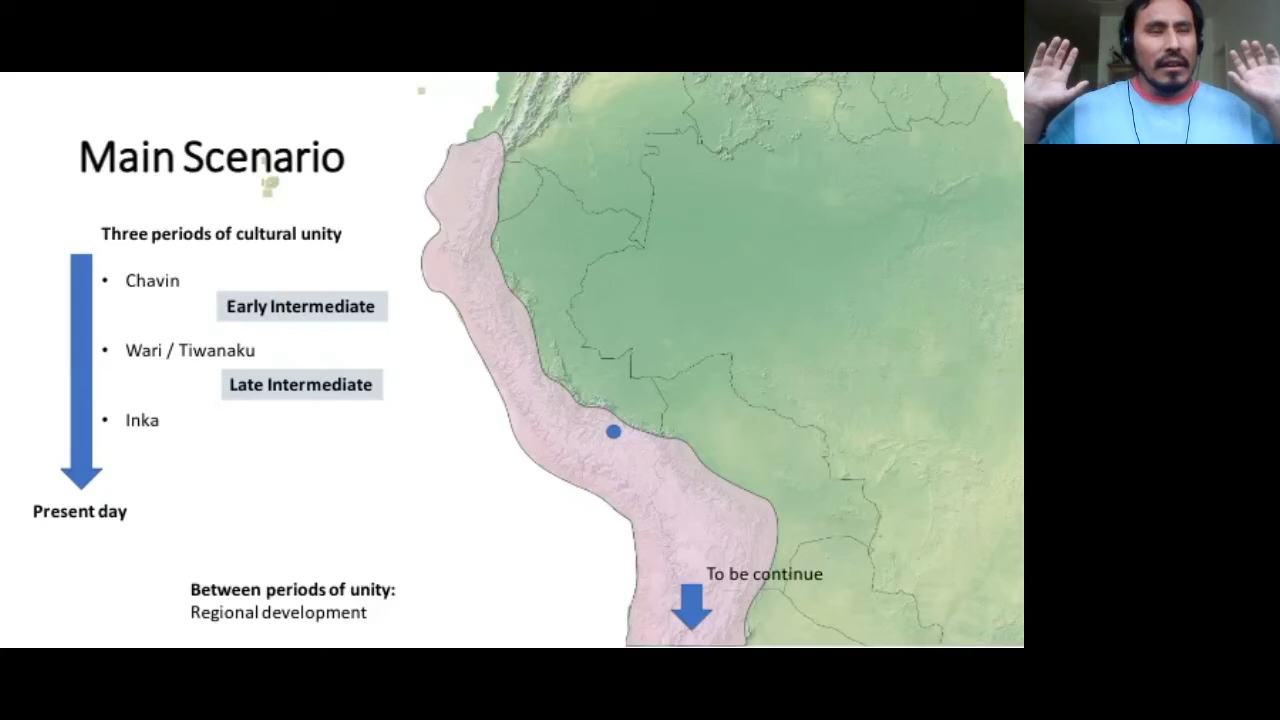 Main Scenario
Three periods of cultural unity
• Chavin
Early Intermediate
• Wari / Tiwanaku
Late Intermediate
• Inka
Present day
To be continue
Between periods of unity:
Regional development